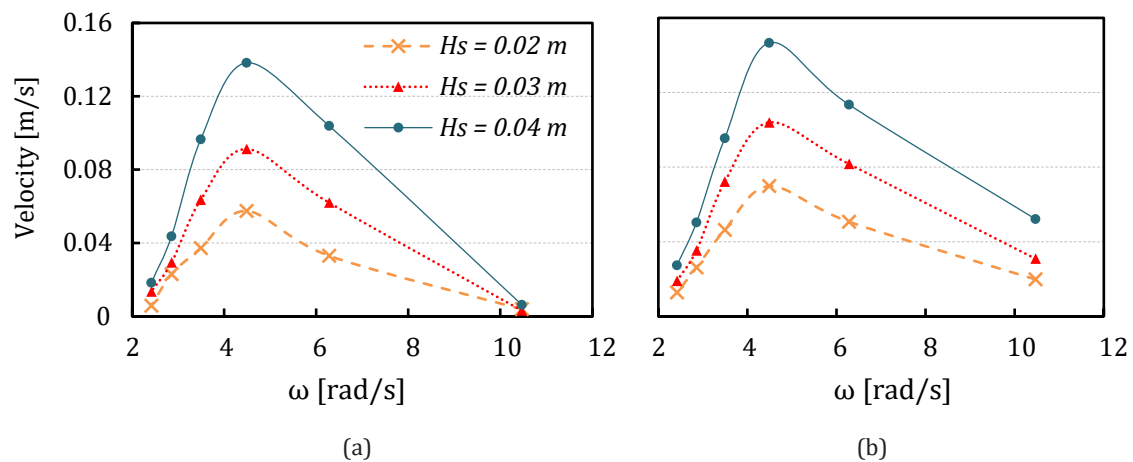 0.16
0.12
0.08
0.04
0
Velocity [m/s]
Hs = 0.02 m
Hs = 0.03 m
Hs = 0.04 m
2 4 6 8 10 12
ω [rad/s]
(a)
2 4 6 8 10 12
ω [rad/s]
(b)